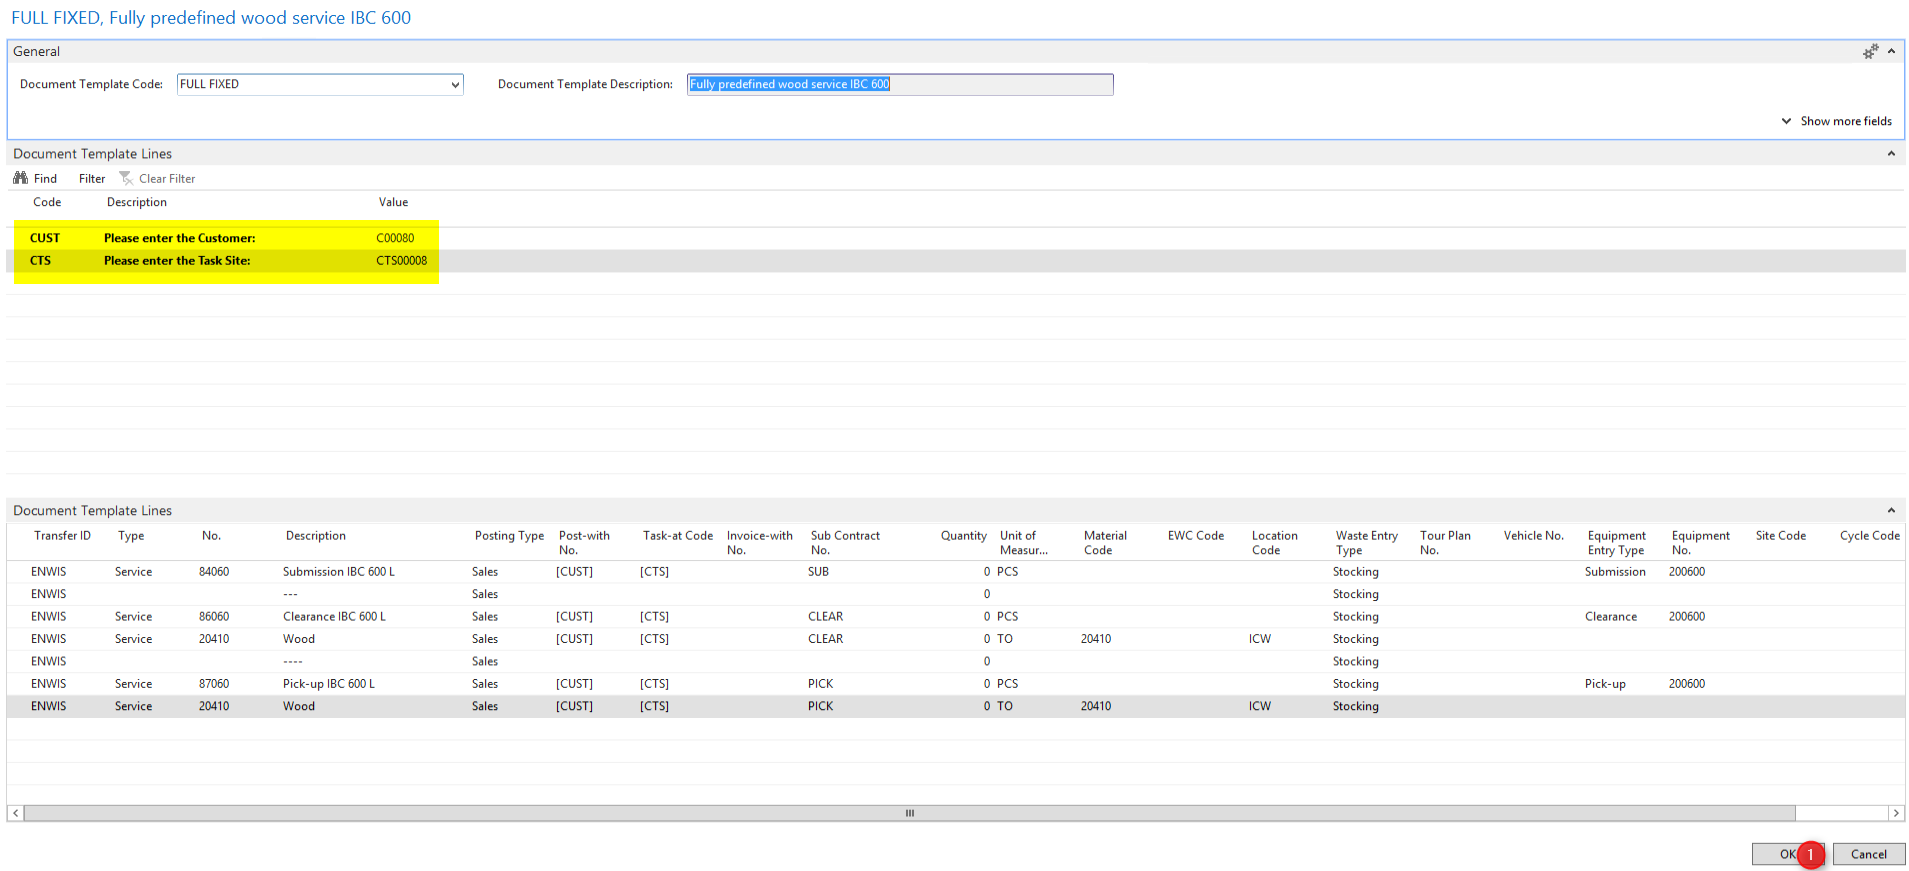 FULL FIXED, Fully predefined wood service IBC 600
General
Document Template Code: FULL FIXED Document Template Description: Fully predefined wood service IBC 600
Show more fields
Document Template Lines
Find Filter Clear Filter
Code Description Value
CUST Please enter the Customer: C00080
CTS Please enter the Task Site: CTS00008
Document Template Lines
Transfer ID Type No. Description Posting Type Post-with No. Task-at Code Invoice-with No. Sub Contract No. Quantity Unit of Measur... Material Code EWC Code Location Code Waste Entry Type Tour Plan No. Vehicle No. Equipment Entry Type Equipment No. Site Code Cycle Code
ENWIS Service 84060 Submission IBC 600 L Sales [CUST] [CTS] SUB 0 PCS Stocking Submission 200600
ENWIS --- Sales 0 Stocking
ENWIS Service 86060 Clearance IBC 600 L Sales [CUST] [CTS] CLEAR 0 PCS Stocking Clearance 200600
ENWIS Service 20410 Wood Sales [CUST] [CTS] CLEAR 0 TO 20410 ICW Stocking
ENWIS ---- Sales 0 Stocking
ENWIS Service 87060 Pick-up IBC 600 L Sales [CUST] [CTS] PICK 0 PCS Stocking Pick-up 200600
ENWIS Service 20410 Wood Sales [CUST] [CTS] PICK 0 TO 20410 ICW Stocking
OK 1 Cancel